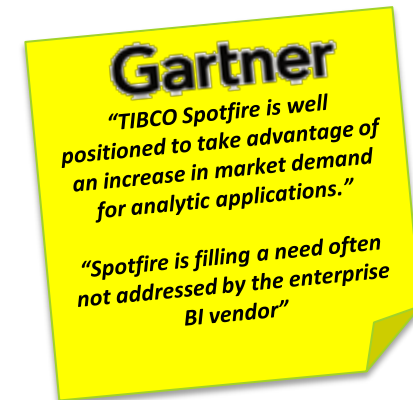 Gartner
“TIBCO Spotfire is well
positioned to take advantage of
an increase in market demand
for analytic applications.”
“Spotfire is filling a need often
not addressed by the enterprise
BI vendor”